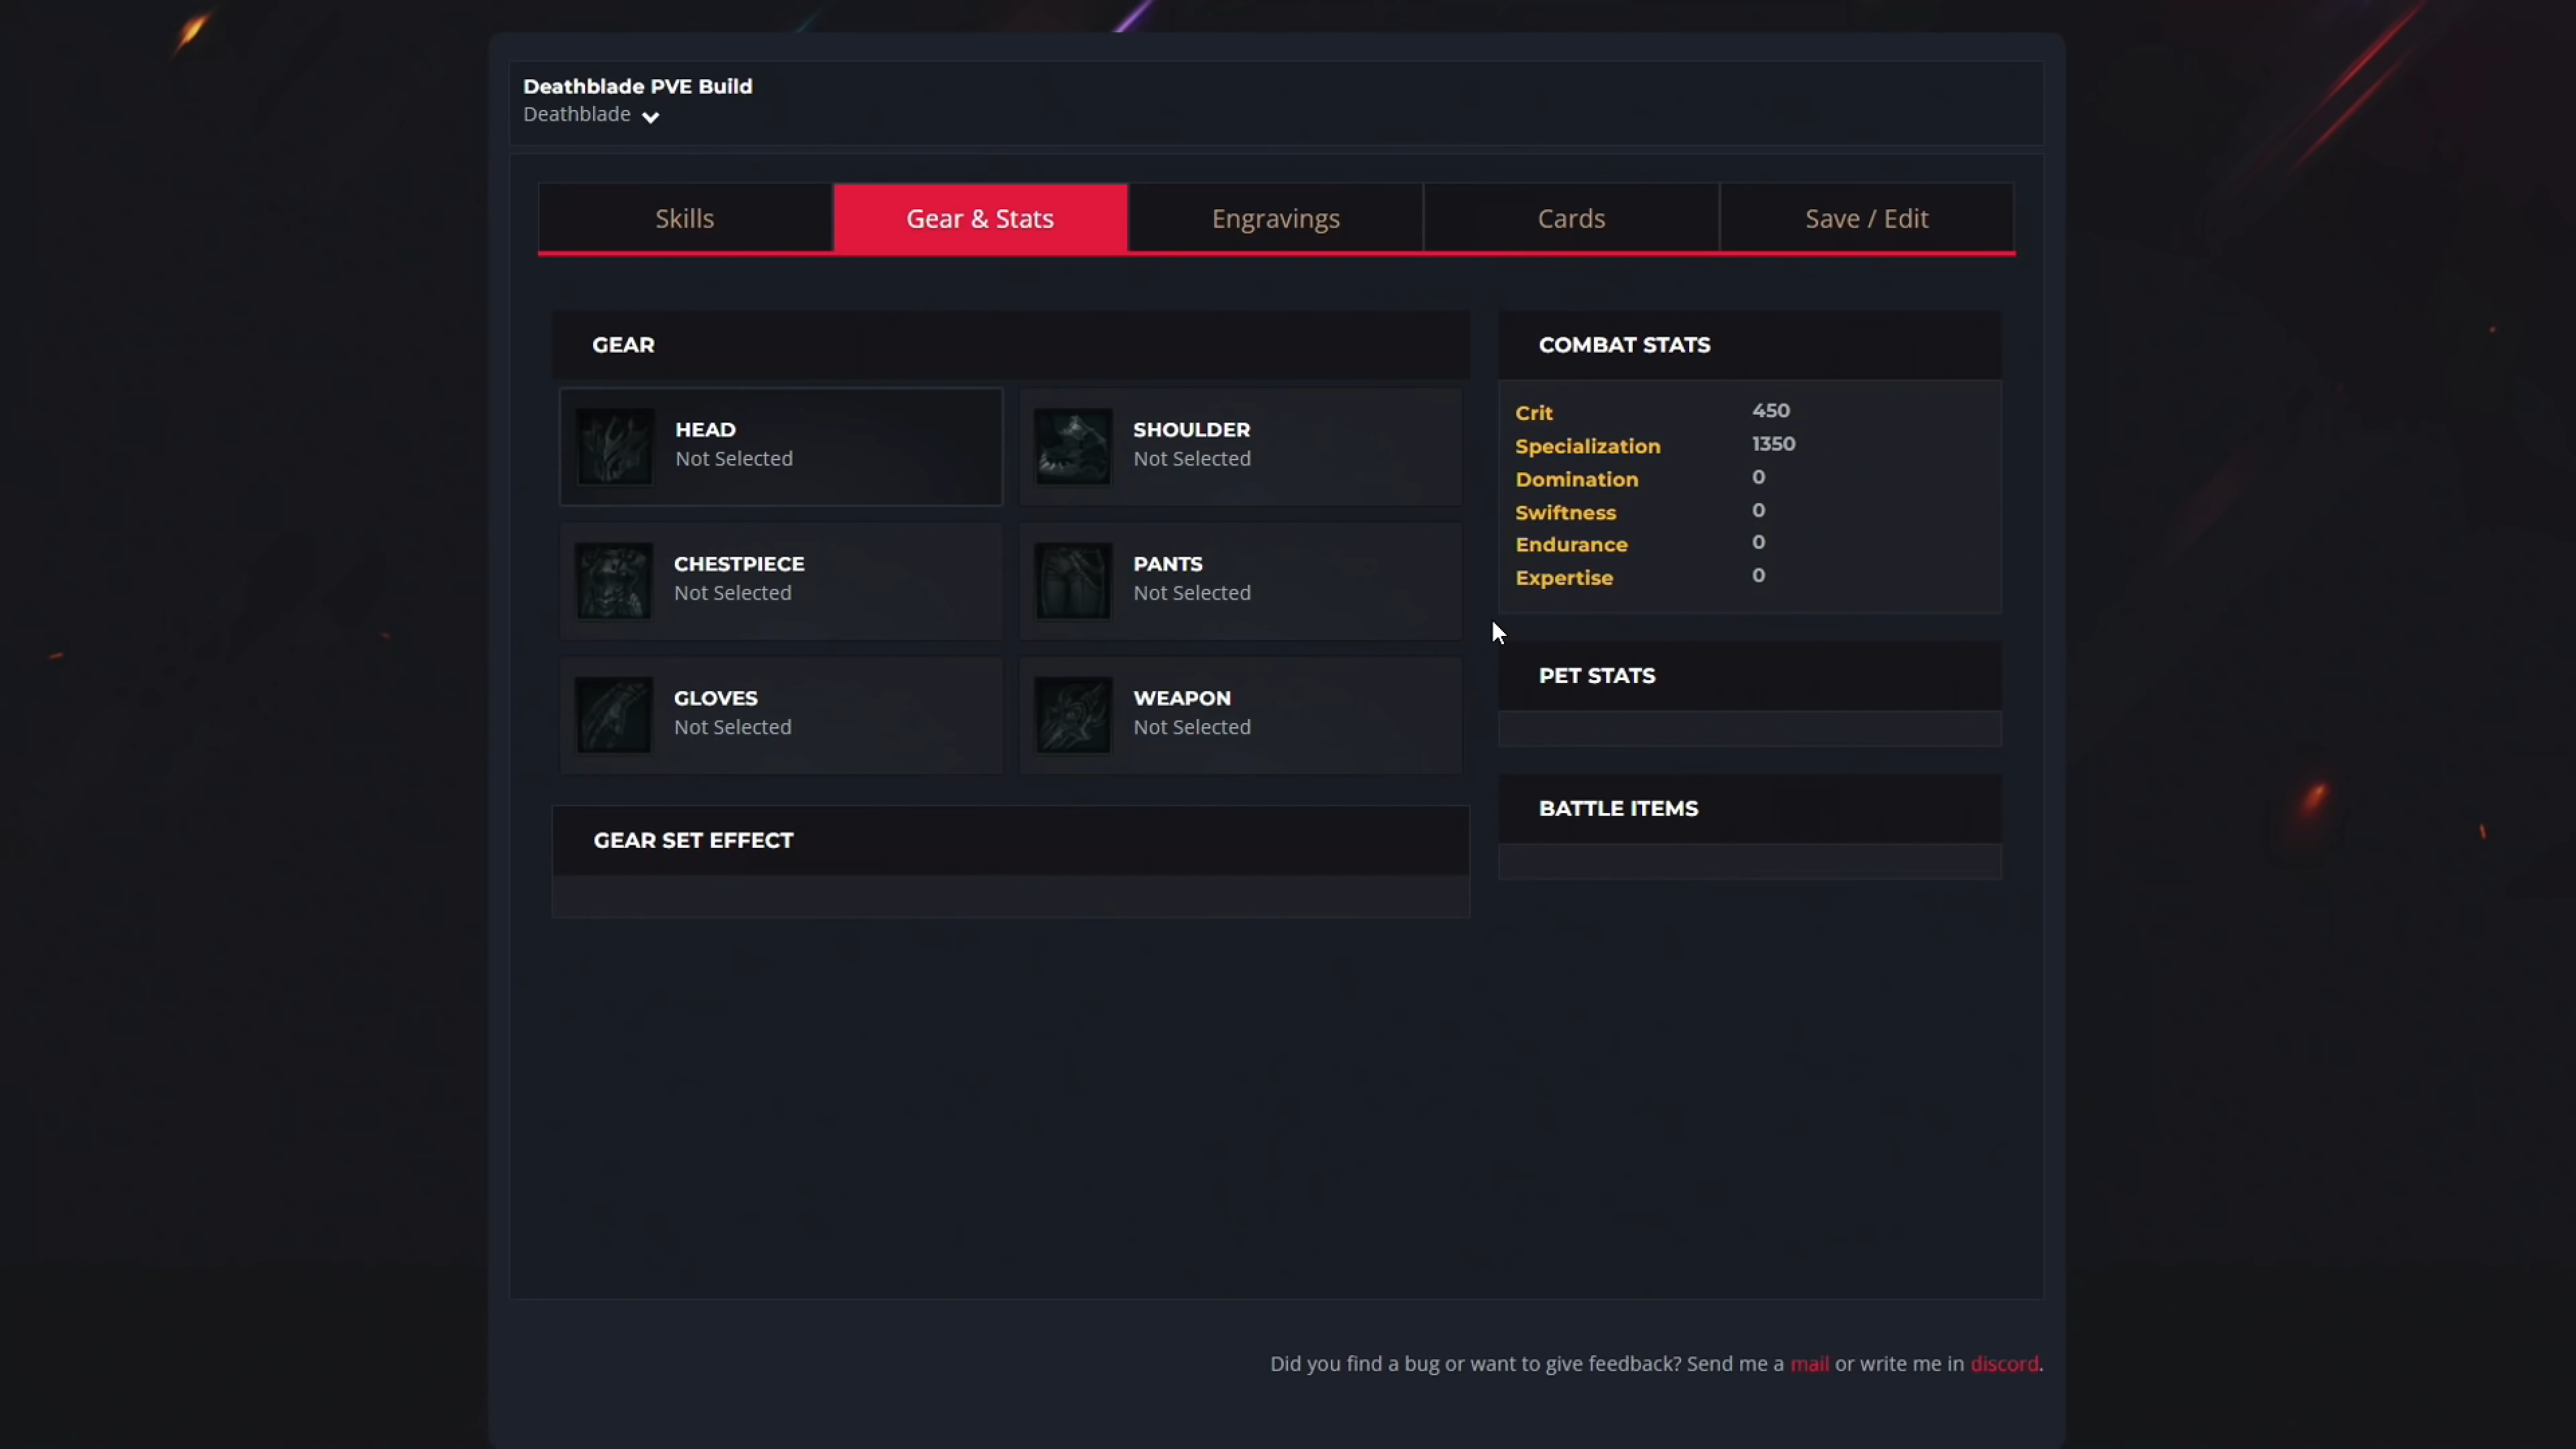 Deathblade PVE Build
Deathblade
Skills
Gear & Stats
Engravings
Cards
Save / Edit
GEAR
HEAD
Not Selected
SHOULDER
Not Selected
CHESTPIECE
Not Selected
PANTS
Not Selected
GLOVES
Not Selected
WEAPON
Not Selected
GEAR SET EFFECT
COMBAT STATS
Crit 450
Specialization 1350
Domination 0
Swiftness 0
Endurance 0
Expertise 0
PET STATS
BATTLE ITEMS
Did you find a bug or want to give feedback? Send me a mail or write me in discord.